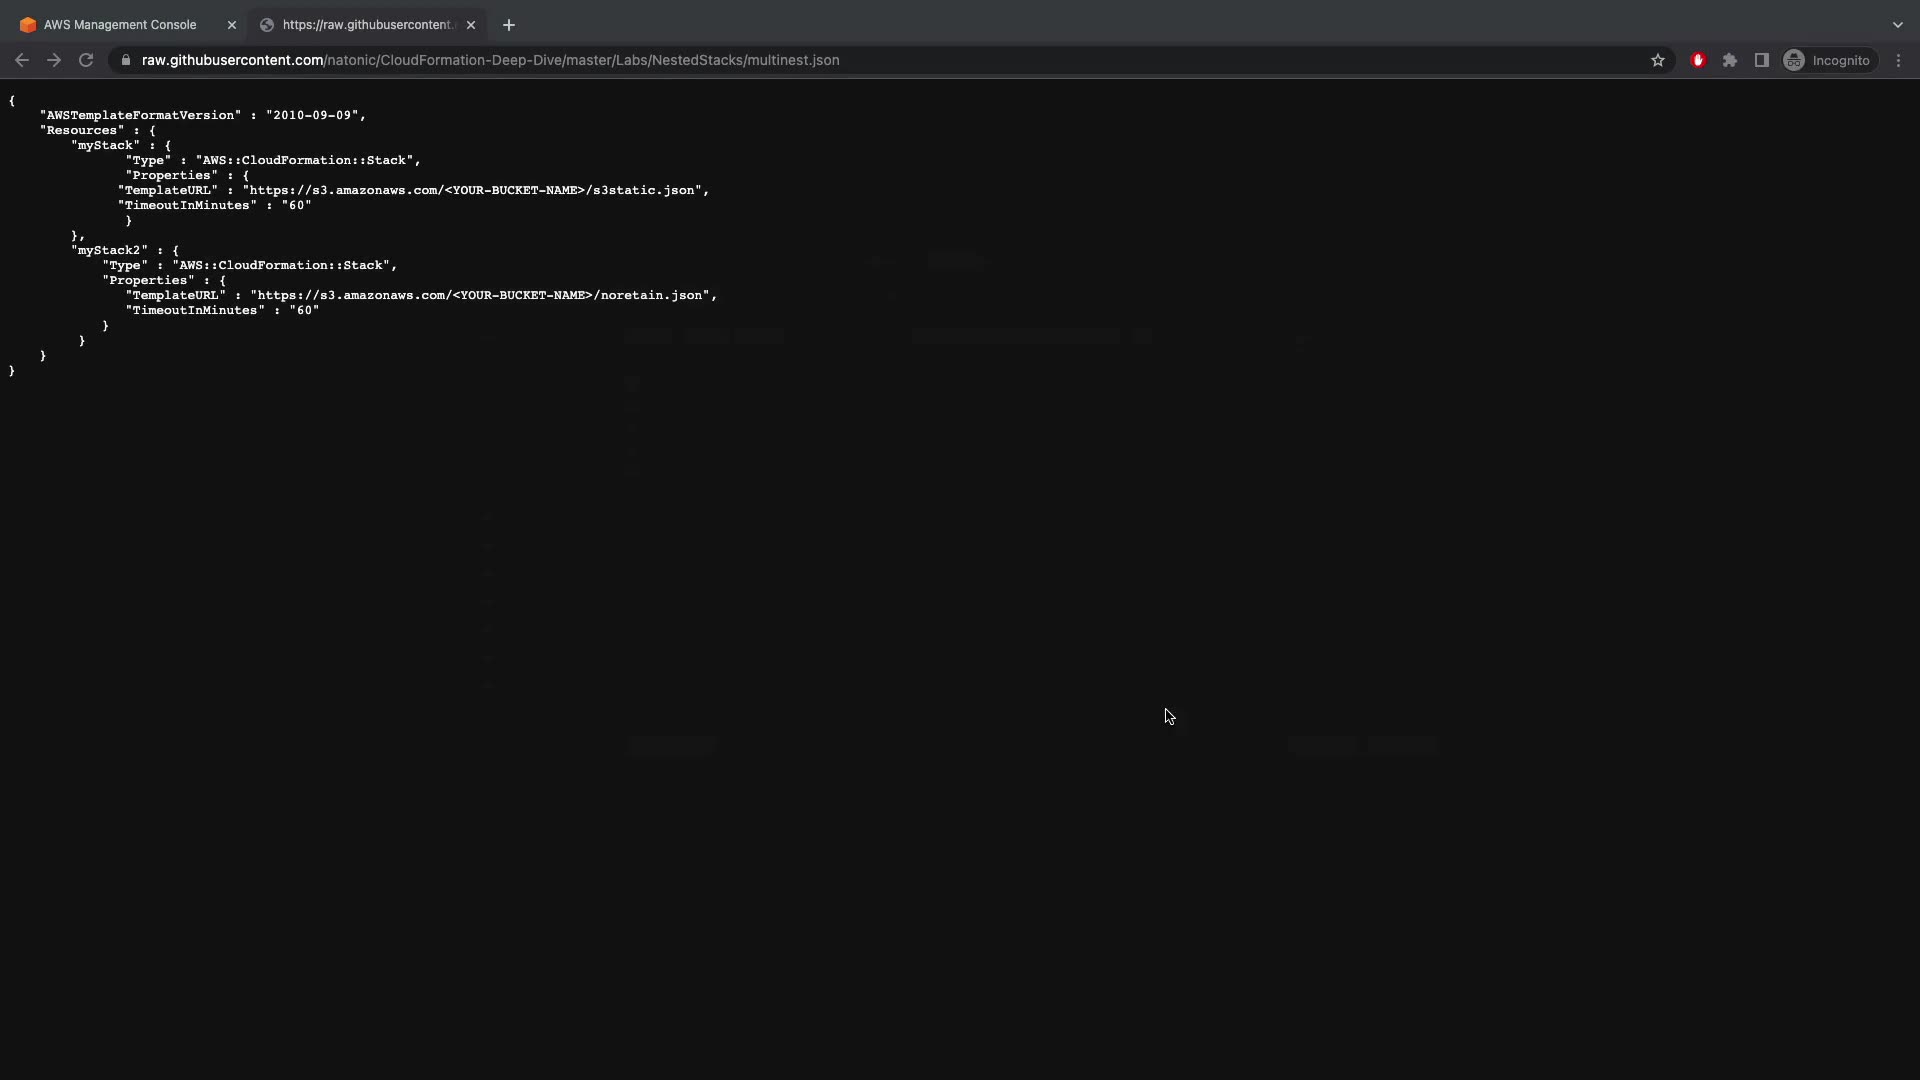 AWS Management Console
https://raw.githubusercontent.
raw.githubusercontent.com/natonic/CloudFormation-Deep-Dive/master/Labs/NestedStacks/multinest.json
Incognito
{
    "AWSTemplateFormatVersion" : "2010-09-09",
    "Resources" : {
        "myStack" : {
               "Type" : "AWS::CloudFormation::Stack",
               "Properties" : {
              "TemplateURL" : "https://s3.amazonaws.com/<YOUR-BUCKET-NAME>/s3static.json",
              "TimeoutInMinutes" : "60"
               }
        },
        "myStack2" : {
            "Type" : "AWS::CloudFormation::Stack",
            "Properties" : {
               "TemplateURL" : "https://s3.amazonaws.com/<YOUR-BUCKET-NAME>/noretain.json",
               "TimeoutInMinutes" : "60"
            }
         }
    }
}